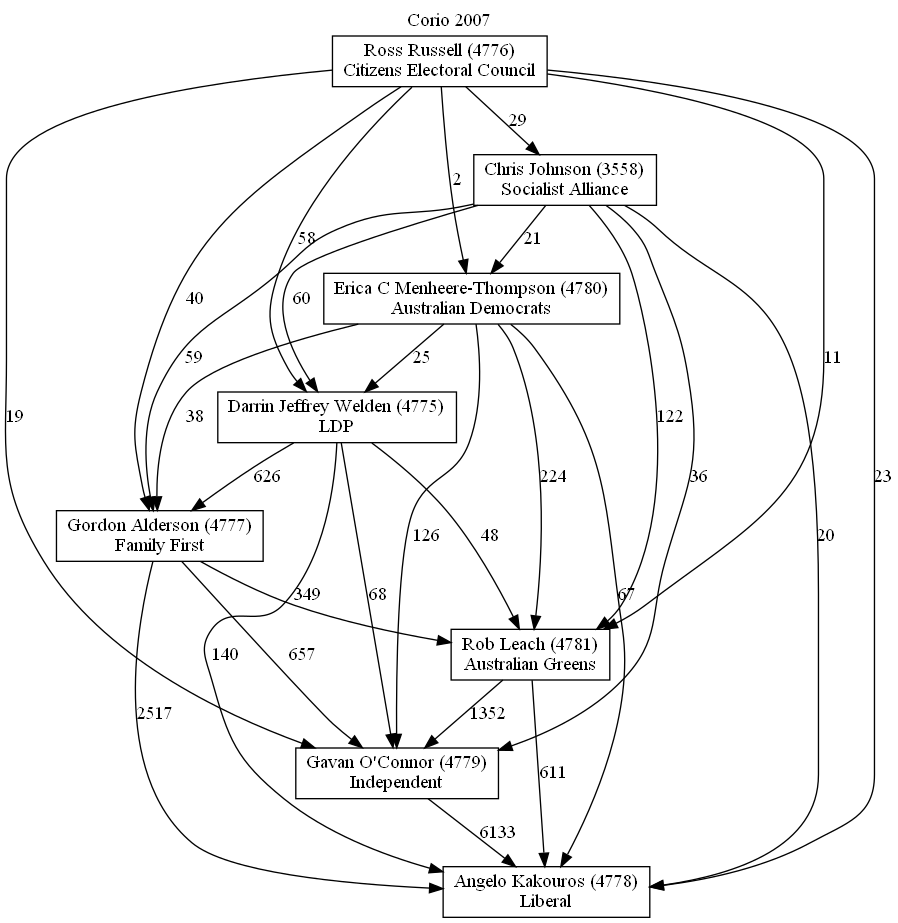 Corio 2007
Ross Russell (4776)
Citizens Electoral Council
29
Chris Johnson (3558)
Socialist Alliance
2
58
21
Erica C Menheere-Thompson (4780)
Australian Democrats
40
60
59
25
11
Darrin Jeffrey Welden (4775)
LDP
19
38
122
626
224
36
23
Gordon Alderson (4777)
Family First
126
48
20
349
68
67
Rob Leach (4781)
Australian Greens
140
657
2517
1352
Gavan O'Connor (4779)
Independent
611
6133
Angelo Kakouros (4778)
Liberal